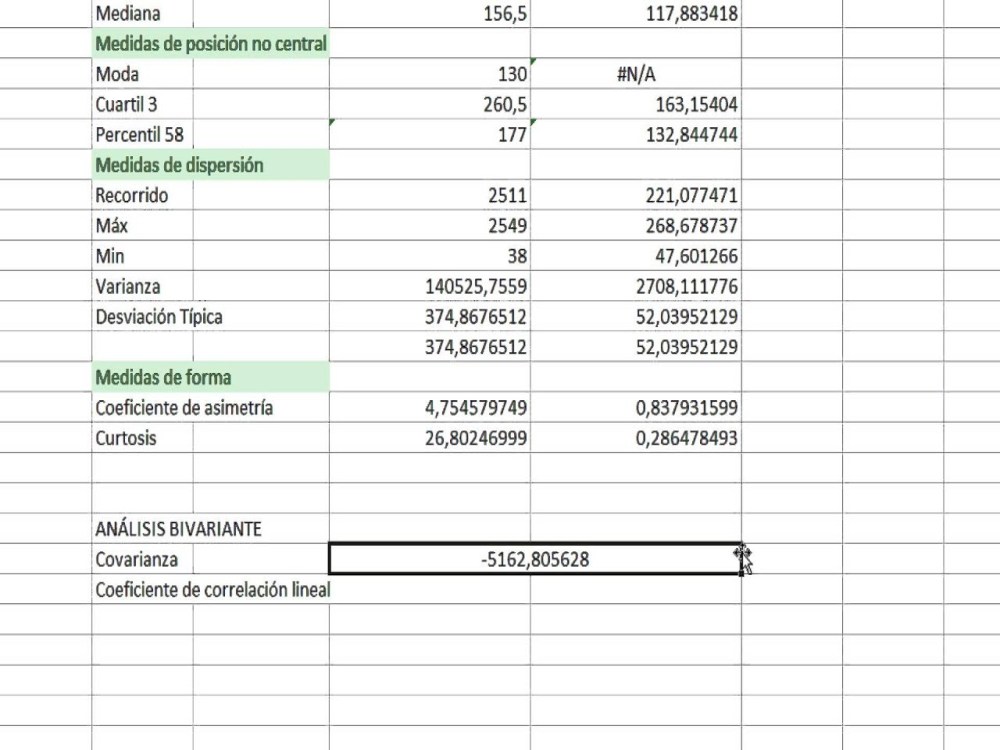 Mediana 156,5 117,883418
Medidas de posición no central
Moda 130 #N/A
Cuartil 3 260,5 163,15404
Percentil 58 177 132,844744
Medidas de dispersión
Recorrido 2511 221,077471
Máx 2549 268,678737
Min 38 47,601266
Varianza 140525,7559 2708,111776
Desviación Típica 374,8676512 52,03952129
374,8676512 52,03952129
Medidas de forma
Coeficiente de asimetría 4,754579749 0,837931599
Curtosis 26,80246999 0,286478493
ANÁLISIS BIVARIANTE
Covarianza -5162,805628
Coeficiente de correlación lineal